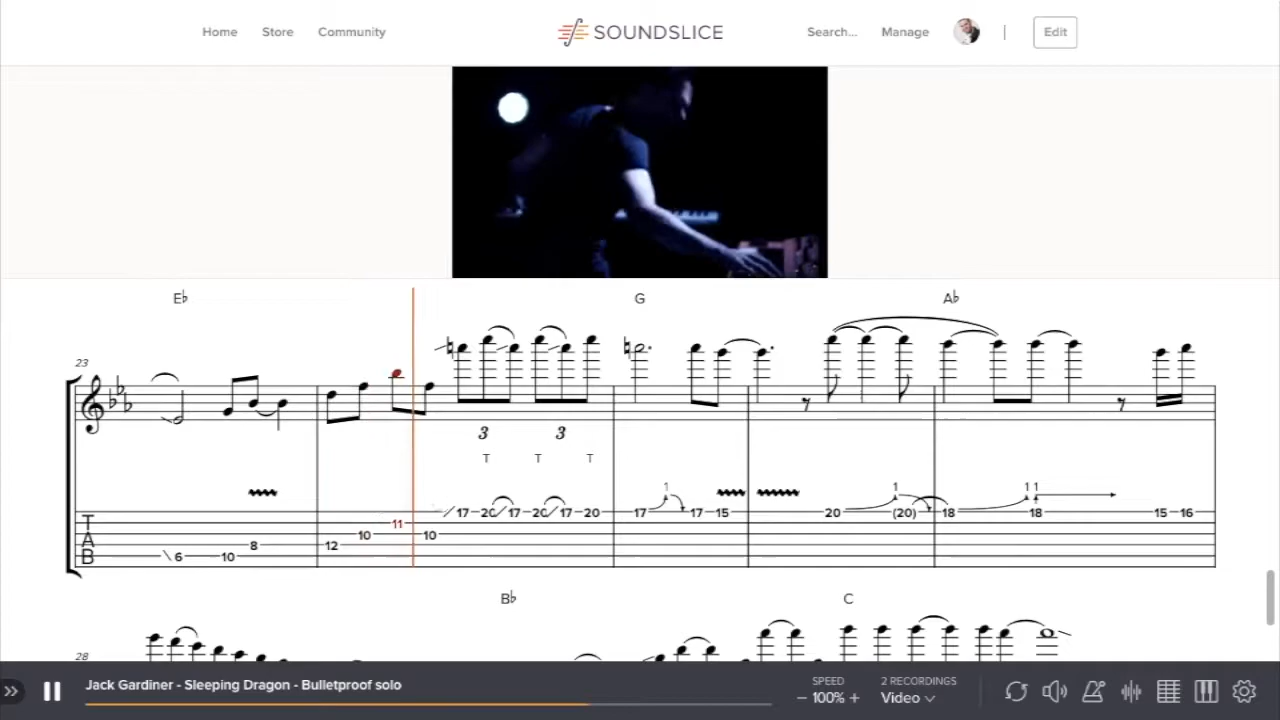 Home Store Community SOUNDSLICE Search... Manage Edit
E♭ G A♭
23
3 3
T T T
1 1 1 1
17 20 17 20 17 20 17 17 15 20 (20) 18 18 15 16
11
10 10
8 12
6 10
T
A
B
B♭ C
28
Jack Gardiner - Sleeping Dragon - Bulletproof solo
SPEED
− 100% +
2 RECORDINGS
Video